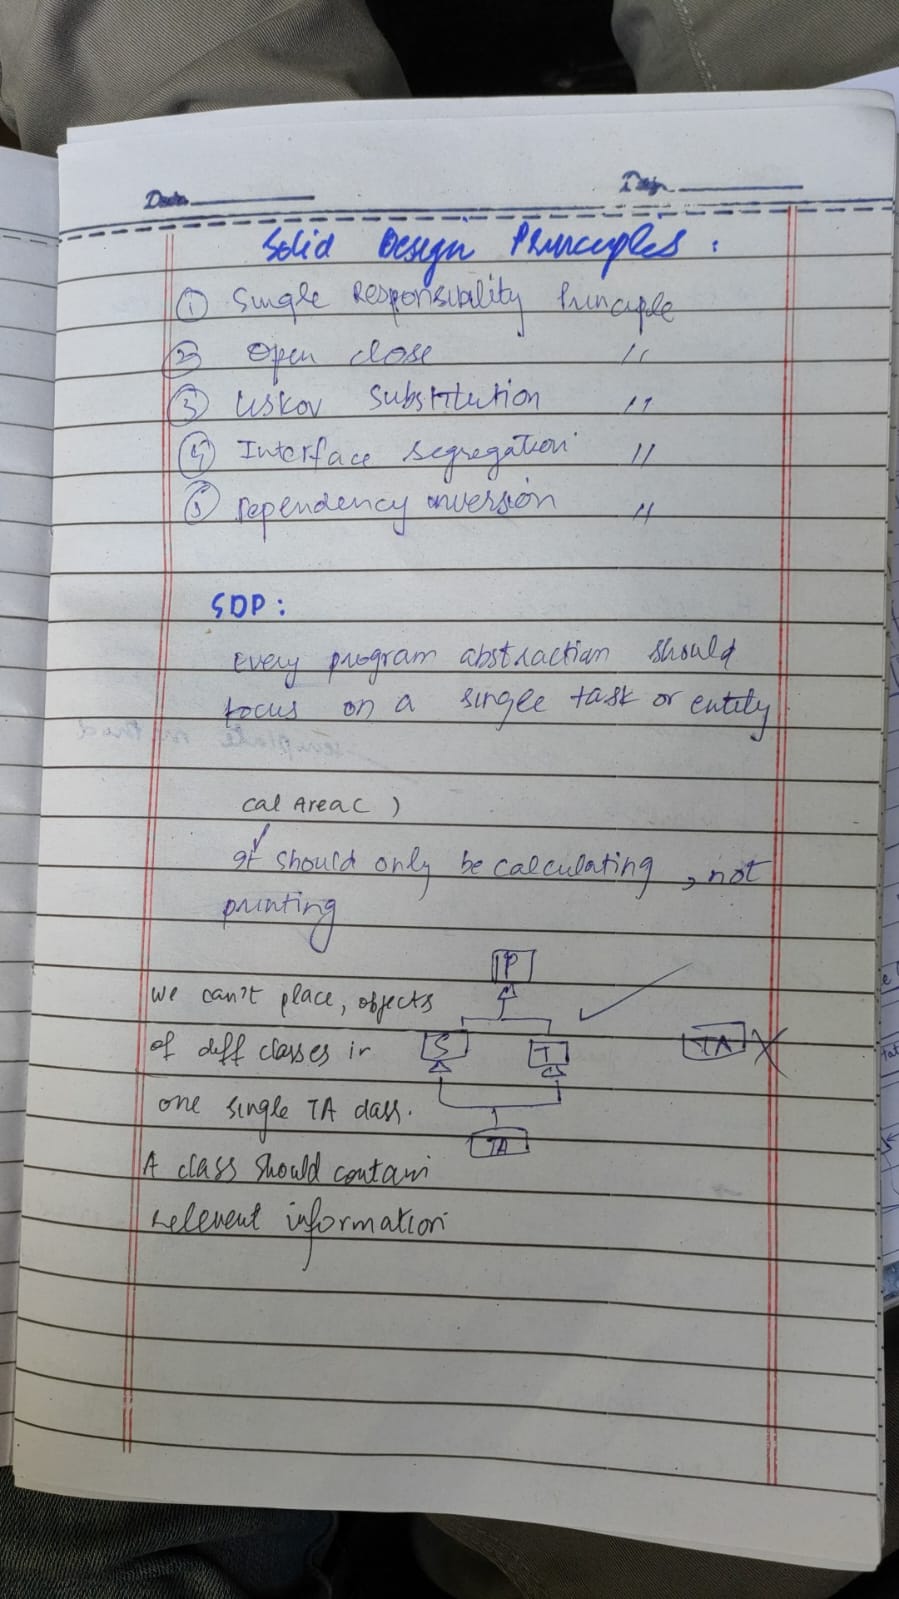 Date
Day
Solid Design Principles :
① Single Responsibility Principle
② Open close "
③ Liskov Substitution "
④ Interface Segregation "
⑤ Dependency inversion "
SDP :
Every program abstraction should
focus on a single task or entity
cal Area( )
It should only be calculating, not
printing
P
we can't place, objects
of diff classes in S T TA
one single TA class.
TA
A class should contain
relevent information